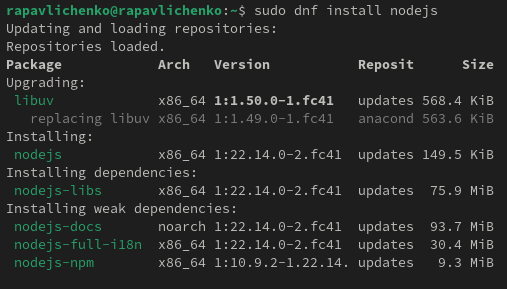 rapavlichenko@rapavlichenko:~$ sudo dnf install nodejs
Updating and loading repositories:
Repositories loaded.
Package Arch Version Reposit Size
Upgrading:
libuv x86_64 1:1.50.0-1.fc41 updates 568.4 KiB
replacing libuv x86_64 1:1.49.0-1.fc41 anacond 563.6 KiB
Installing:
nodejs x86_64 1:22.14.0-2.fc41 updates 149.5 KiB
Installing dependencies:
nodejs-libs x86_64 1:22.14.0-2.fc41 updates 75.9 MiB
Installing weak dependencies:
nodejs-docs noarch 1:22.14.0-2.fc41 updates 93.7 MiB
nodejs-full-i18n x86_64 1:22.14.0-2.fc41 updates 30.4 MiB
nodejs-npm x86_64 1:10.9.2-1.22.14. updates 9.3 MiB